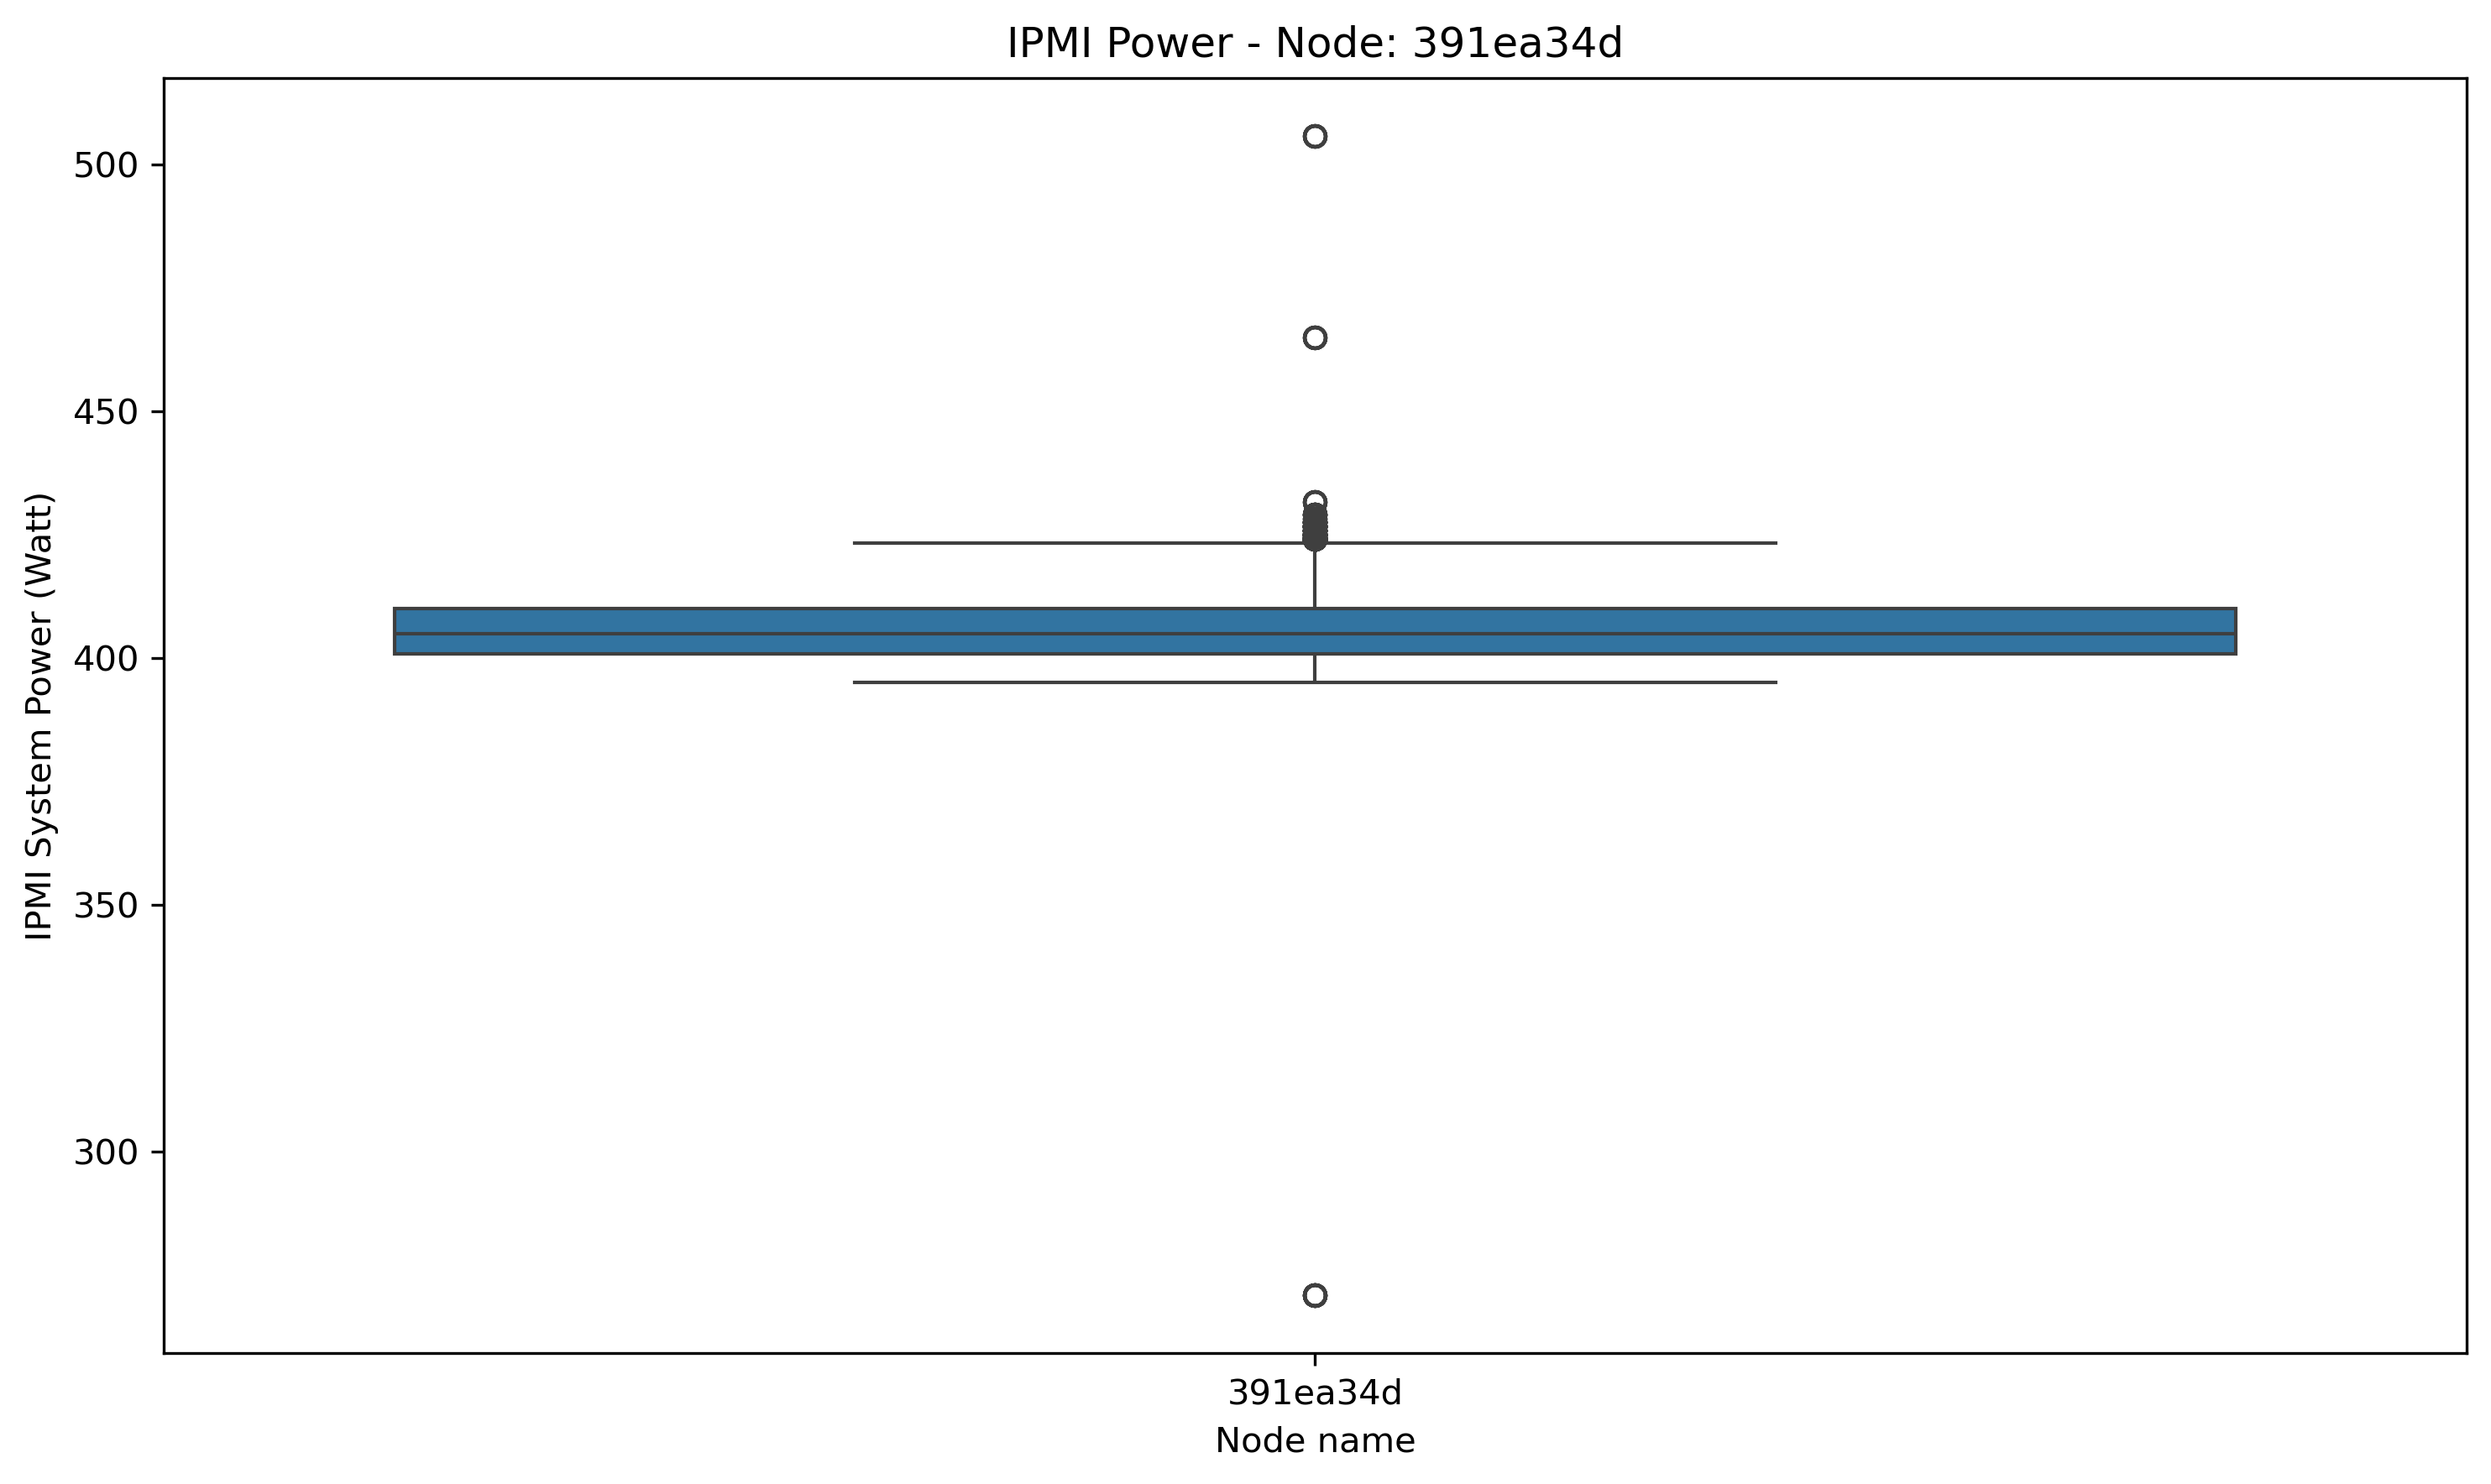 IPMI Power - Node: 391ea34d
IPMI System Power (Watt)
500
450
400
350
300
391ea34d
Node name